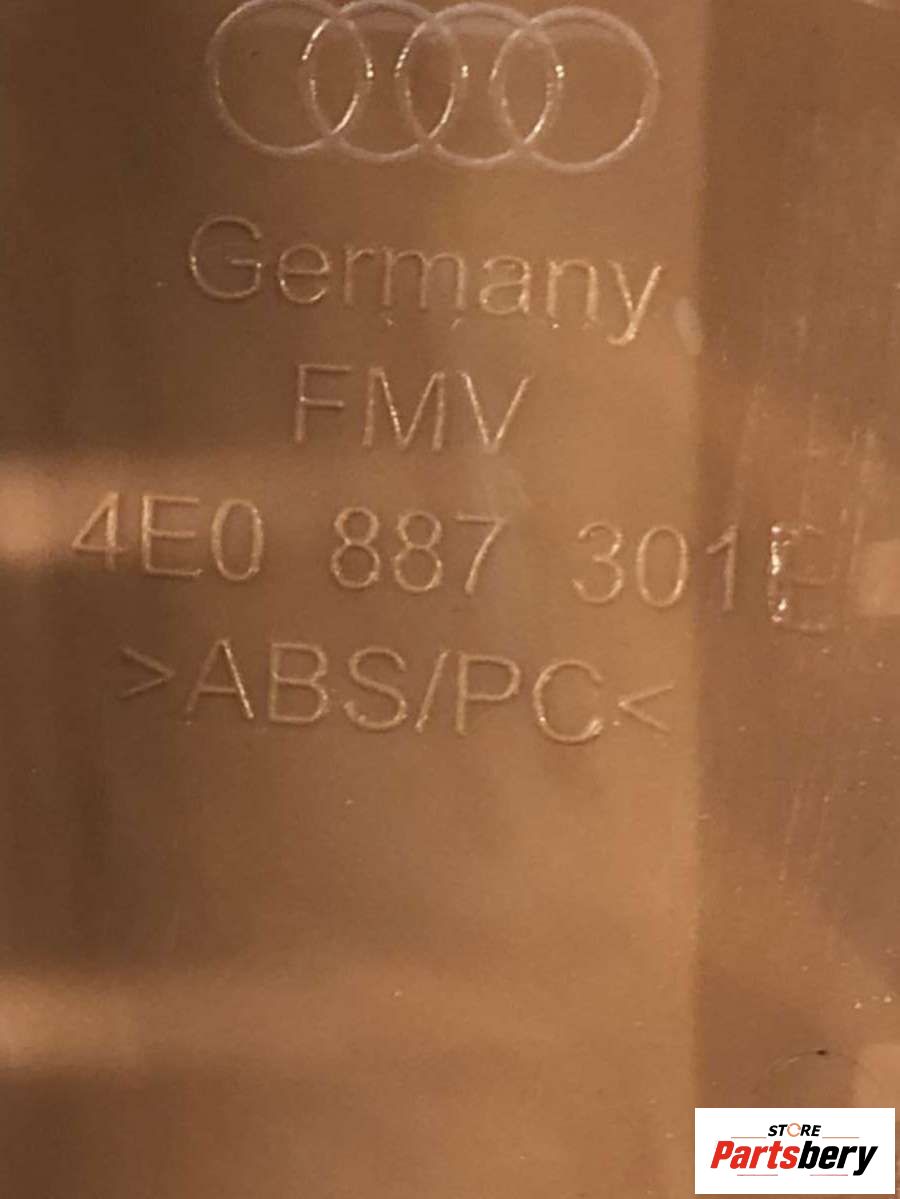 Germany
FMV
4E0 887 301
>ABS/PC<
STORE
Partsbery